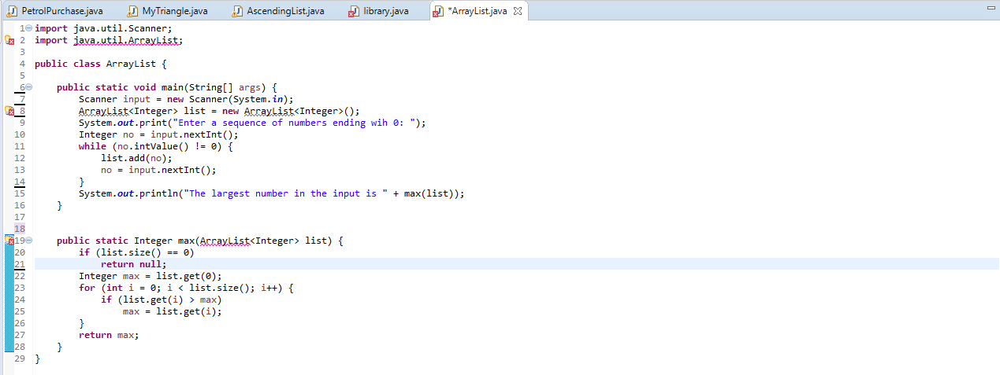 PetrolPurchase.java MyTriangle.java AscendingList.java library.java *ArrayList.java
1 import java.util.Scanner;
2 import java.util.ArrayList;
3
4 public class ArrayList {
5
6 public static void main(String[] args) {
7 Scanner input = new Scanner(System.in);
8 ArrayList<Integer> list = new ArrayList<Integer>();
9 System.out.print("Enter a sequence of numbers ending wih 0: ");
10 Integer no = input.nextInt();
11 while (no.intValue() != 0) {
12 list.add(no);
13 no = input.nextInt();
14 }
15 System.out.println("The largest number in the input is " + max(list));
16 }
17
18
19 public static Integer max(ArrayList<Integer> list) {
20 if (list.size() == 0)
21 return null;
22 Integer max = list.get(0);
23 for (int i = 0; i < list.size(); i++) {
24 if (list.get(i) > max)
25 max = list.get(i);
26 }
27 return max;
28 }
29 }